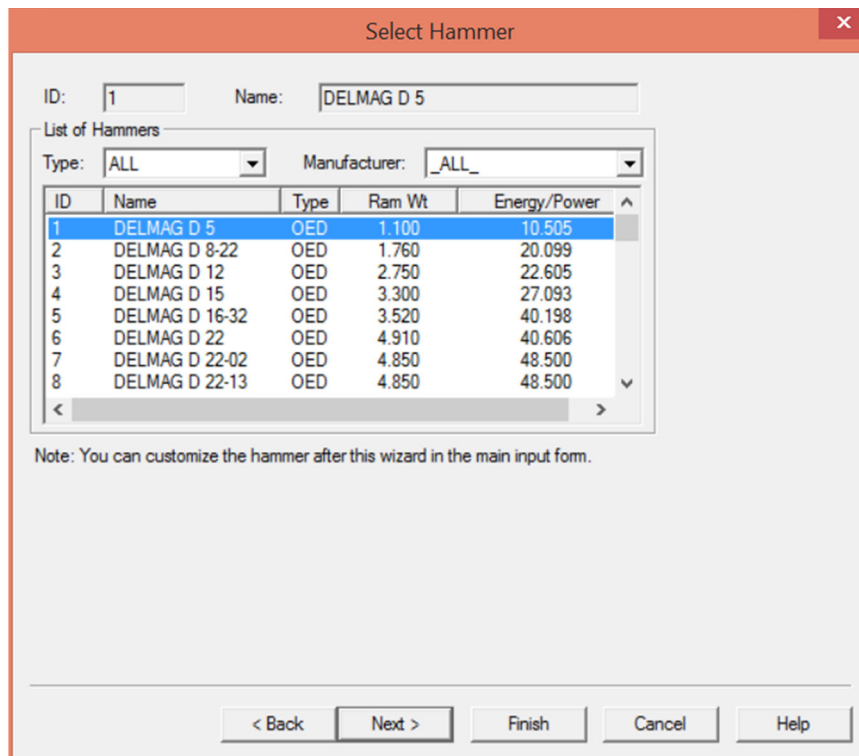 Select Hammer
ID: 1 Name: DELMAG D 5
List of Hammers
Type: ALL Manufacturer: _ALL_
ID Name Type Ram Wt Energy/Power
1 DELMAG D 5 OED 1.100 10.505
2 DELMAG D 8-22 OED 1.760 20.099
3 DELMAG D 12 OED 2.750 22.605
4 DELMAG D 15 OED 3.300 27.093
5 DELMAG D 16-32 OED 3.520 40.198
6 DELMAG D 22 OED 4.910 40.606
7 DELMAG D 22-02 OED 4.850 48.500
8 DELMAG D 22-13 OED 4.850 48.500
Note: You can customize the hammer after this wizard in the main input form.
< Back Next > Finish Cancel Help